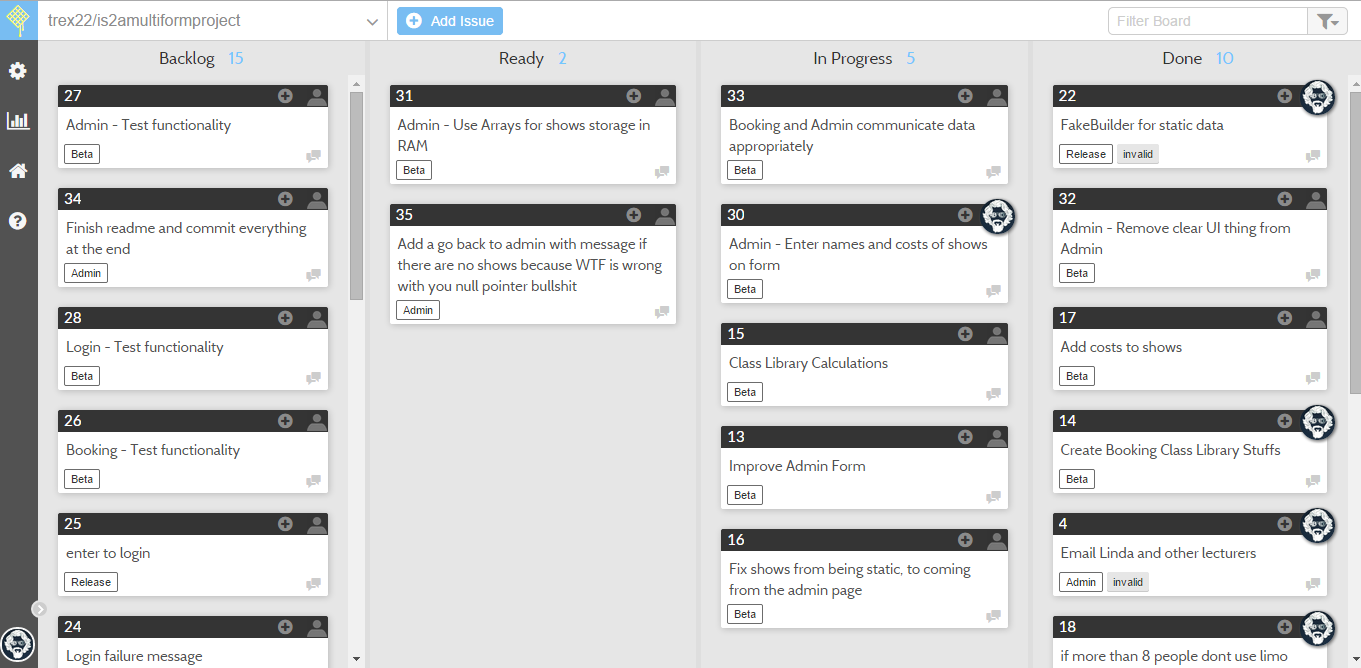 trex22/is2amultiformproject
Add Issue
Filter Board
Backlog 15
27
Admin - Test functionality
Beta
34
Finish readme and commit everything
at the end
Admin
28
Login - Test functionality
Beta
26
Booking - Test functionality
Beta
25
enter to login
Release
24
Login failure message
Ready 2
31
Admin - Use Arrays for shows storage in
RAM
Beta
35
Add a go back to admin with message if
there are no shows because WTF is wrong
with you null pointer bullshit
Admin
In Progress 5
33
Booking and Admin communicate data
appropriately
Beta
30
Admin - Enter names and costs of shows
on form
Beta
15
Class Library Calculations
Beta
13
Improve Admin Form
Beta
16
Fix shows from being static, to coming
from the admin page
Beta
Done 10
22
FakeBuilder for static data
Release invalid
32
Admin - Remove clear UI thing from
Admin
Beta
17
Add costs to shows
Beta
14
Create Booking Class Library Stuffs
Beta
4
Email Linda and other lecturers
Admin invalid
18
if more than 8 people dont use limo